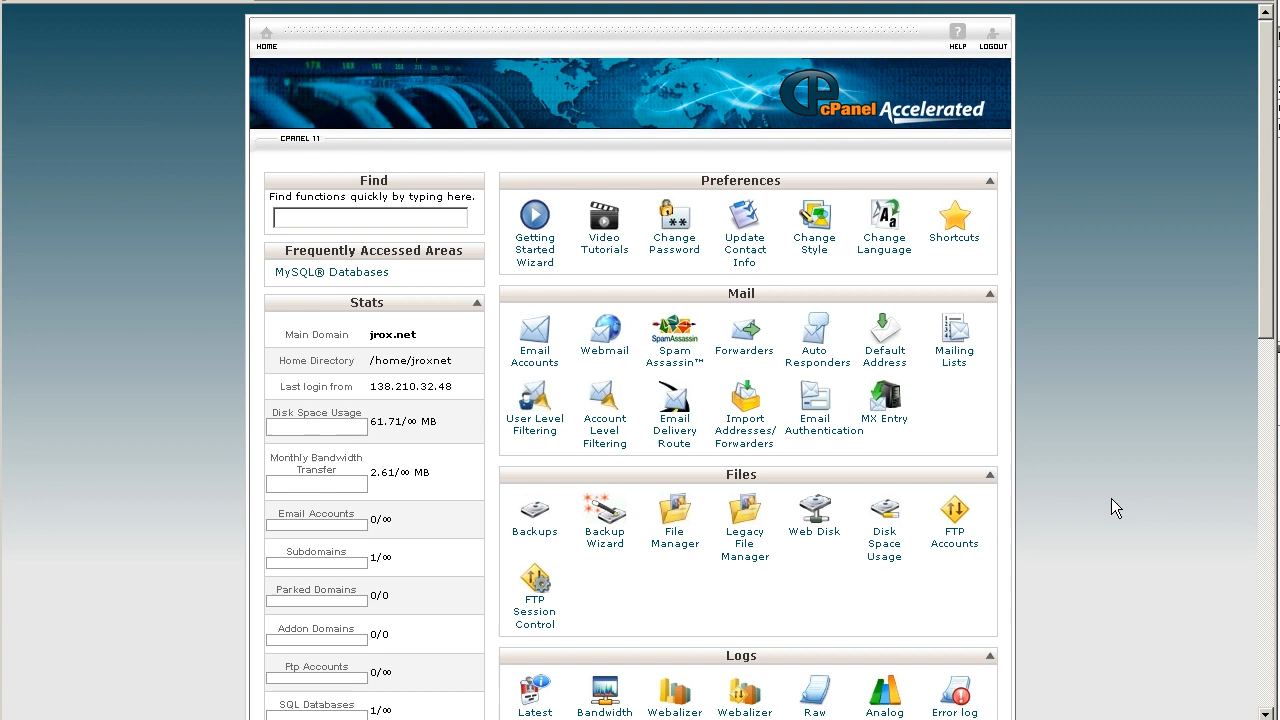 HOME
HELP
LOGOUT
cPanel Accelerated
CPANEL 11
Find
Find functions quickly by typing here.
Frequently Accessed Areas
MySQL® Databases
Stats
Main Domain jrox.net
Home Directory /home/jroxnet
Last login from 138.210.32.48
Disk Space Usage
61.71/∞ MB
Monthly Bandwidth
Transfer
2.61/∞ MB
Email Accounts
0/∞
Subdomains
1/∞
Parked Domains
0/0
Addon Domains
0/0
Ftp Accounts
0/∞
SQL Databases
1/∞
Preferences
Getting
Started
Wizard
Video
Tutorials
Change
Password
Update
Contact
Info
Change
Style
Change
Language
Shortcuts
Mail
Email
Accounts
Webmail
SpamAssassin
Spam
Assassin™
Forwarders
Auto
Responders
Default
Address
Mailing
Lists
User Level
Filtering
Account
Level
Filtering
Email
Delivery
Route
Import
Addresses/
Forwarders
Email
Authentication
MX Entry
Files
Backups
Backup
Wizard
File
Manager
Legacy
File
Manager
Web Disk
Disk
Space
Usage
FTP
Accounts
FTP
Session
Control
Logs
Latest
Bandwidth
Webalizer
Webalizer
Raw
Analog
Error log